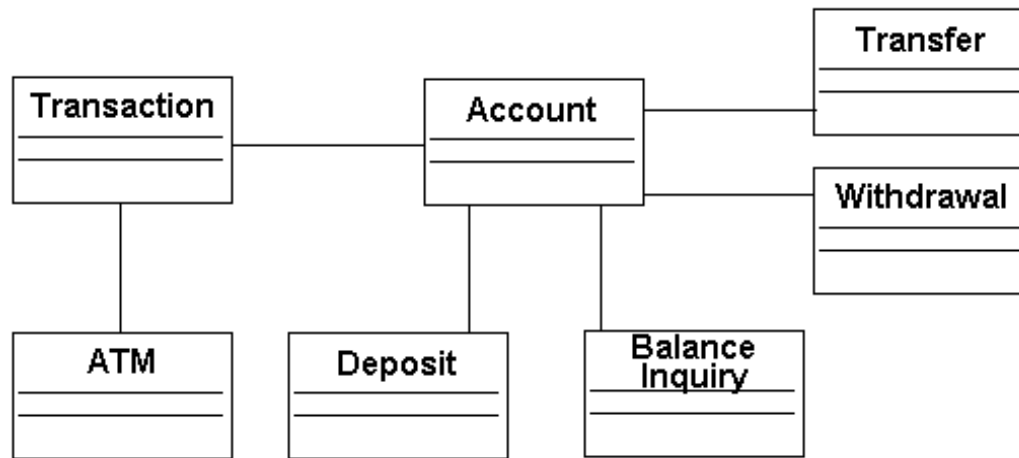 Transfer
Transaction
Account
Withdrawal
ATM
Deposit
Balance
Inquiry